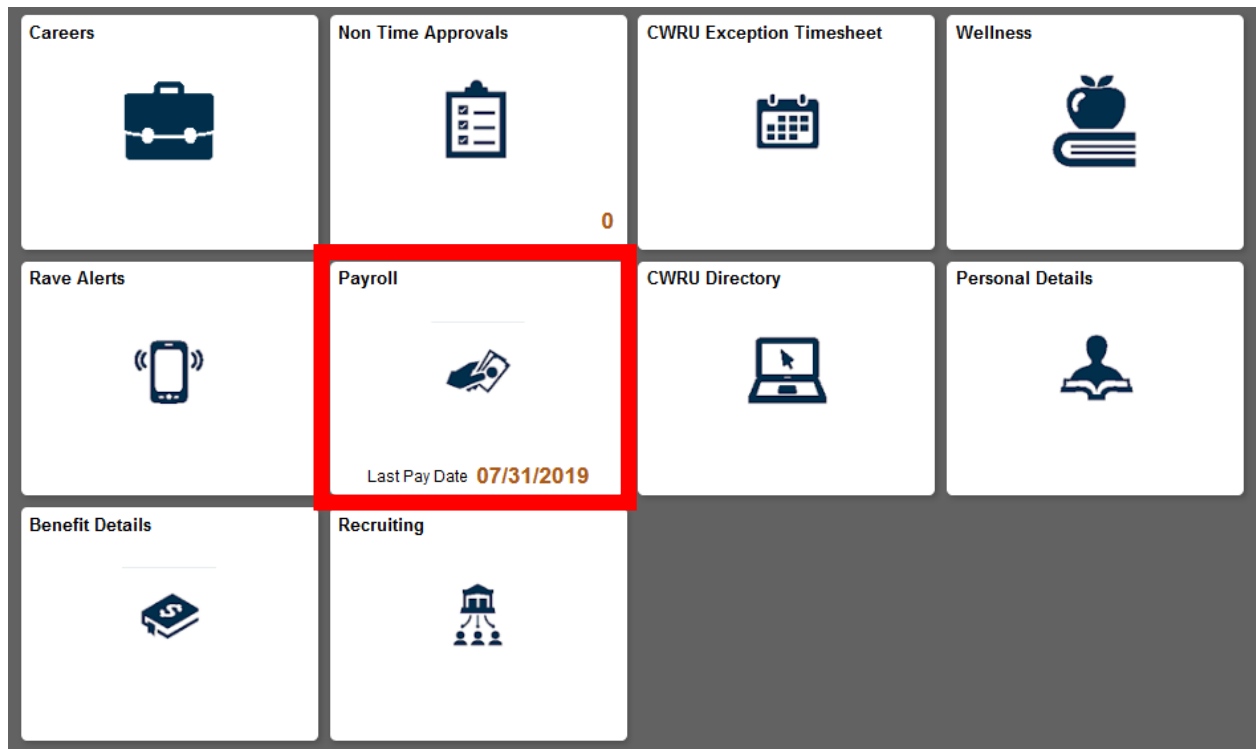 Careers
Non Time Approvals
CWRU Exception Timesheet
Wellness
0
Rave Alerts
Payroll
CWRU Directory
Personal Details
Last Pay Date 07/31/2019
Benefit Details
Recruiting